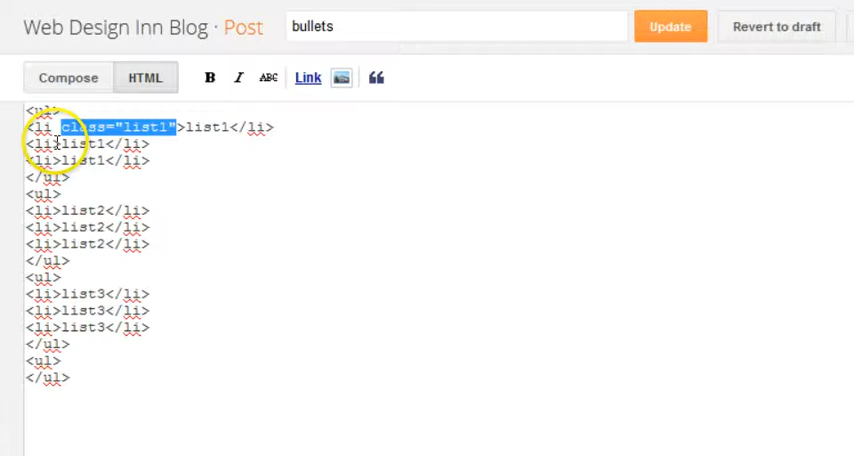 Web Design Inn Blog · Post
bullets
Update
Revert to draft
Compose
HTML
B
I
ABC
Link
<ul>
<li class="list1">list1</li>
<li>list1</li>
<li>list1</li>
</ul>
<ul>
<li>list2</li>
<li>list2</li>
<li>list2</li>
</ul>
<ul>
<li>list3</li>
<li>list3</li>
<li>list3</li>
</ul>
<ul>
</ul>